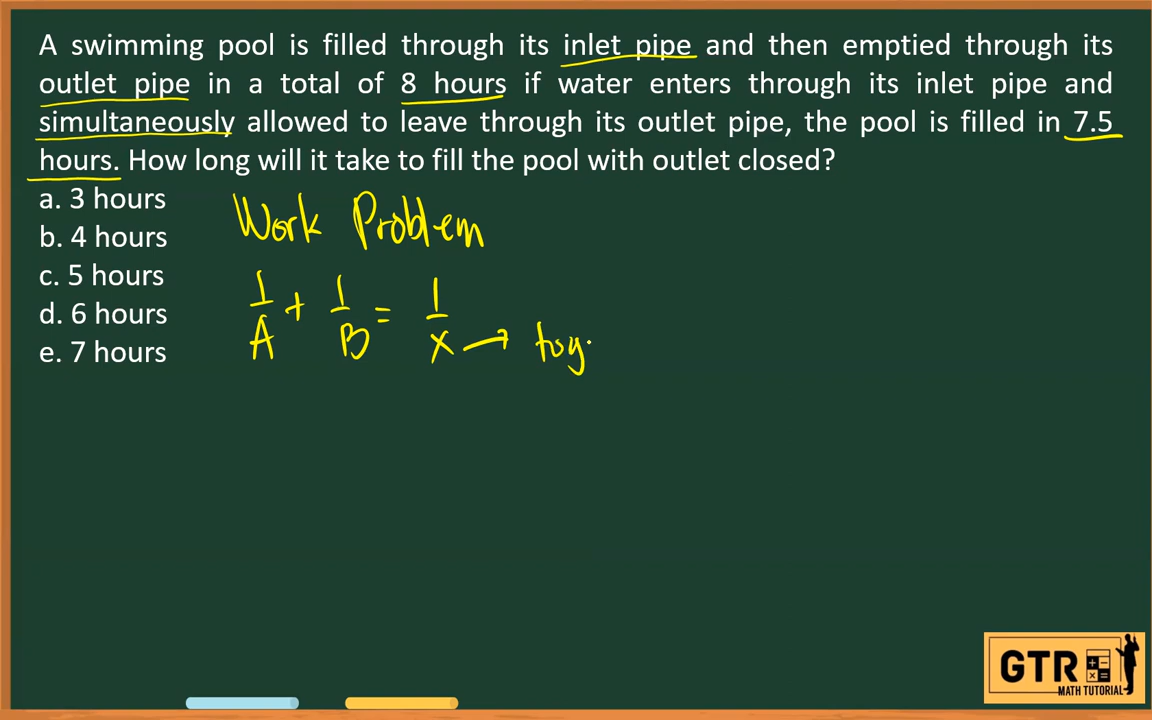 A swimming pool is filled through its inlet pipe and then emptied through its
outlet pipe in a total of 8 hours if water enters through its inlet pipe and
simultaneously allowed to leave through its outlet pipe, the pool is filled in 7.5
hours. How long will it take to fill the pool with outlet closed?
a. 3 hours
b. 4 hours
c. 5 hours
d. 6 hours
e. 7 hours
Work Problem
1/A + 1/B = 1/x → tog
GTR
MATH TUTORIAL